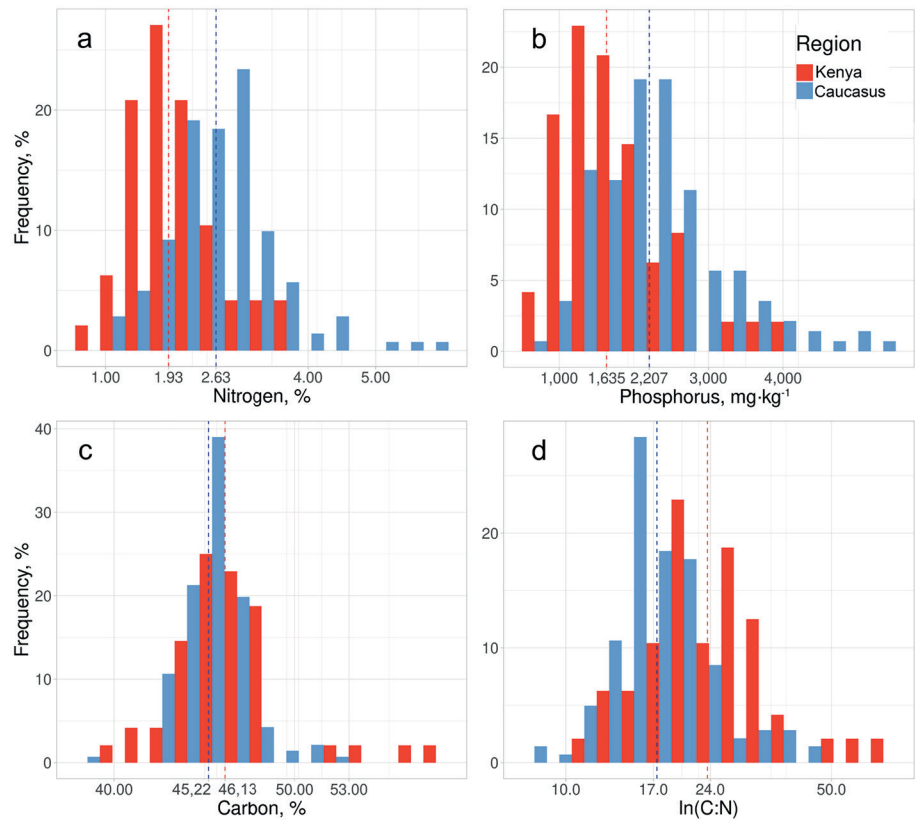 a
Frequency, %
20
10
0
1.00 1.93 2.63 4.00 5.00
Nitrogen, %
b
Region
Kenya
Caucasus
20
15
10
5
0
1,000 1,635 2,207 3,000 4,000
Phosphorus, mg·kg⁻¹
c
Frequency, %
40
30
20
10
0
40.00 45,22 46,13 50.00 53.00
Carbon, %
d
20
10
0
10.0 17.0 24.0 50.0
ln(C:N)